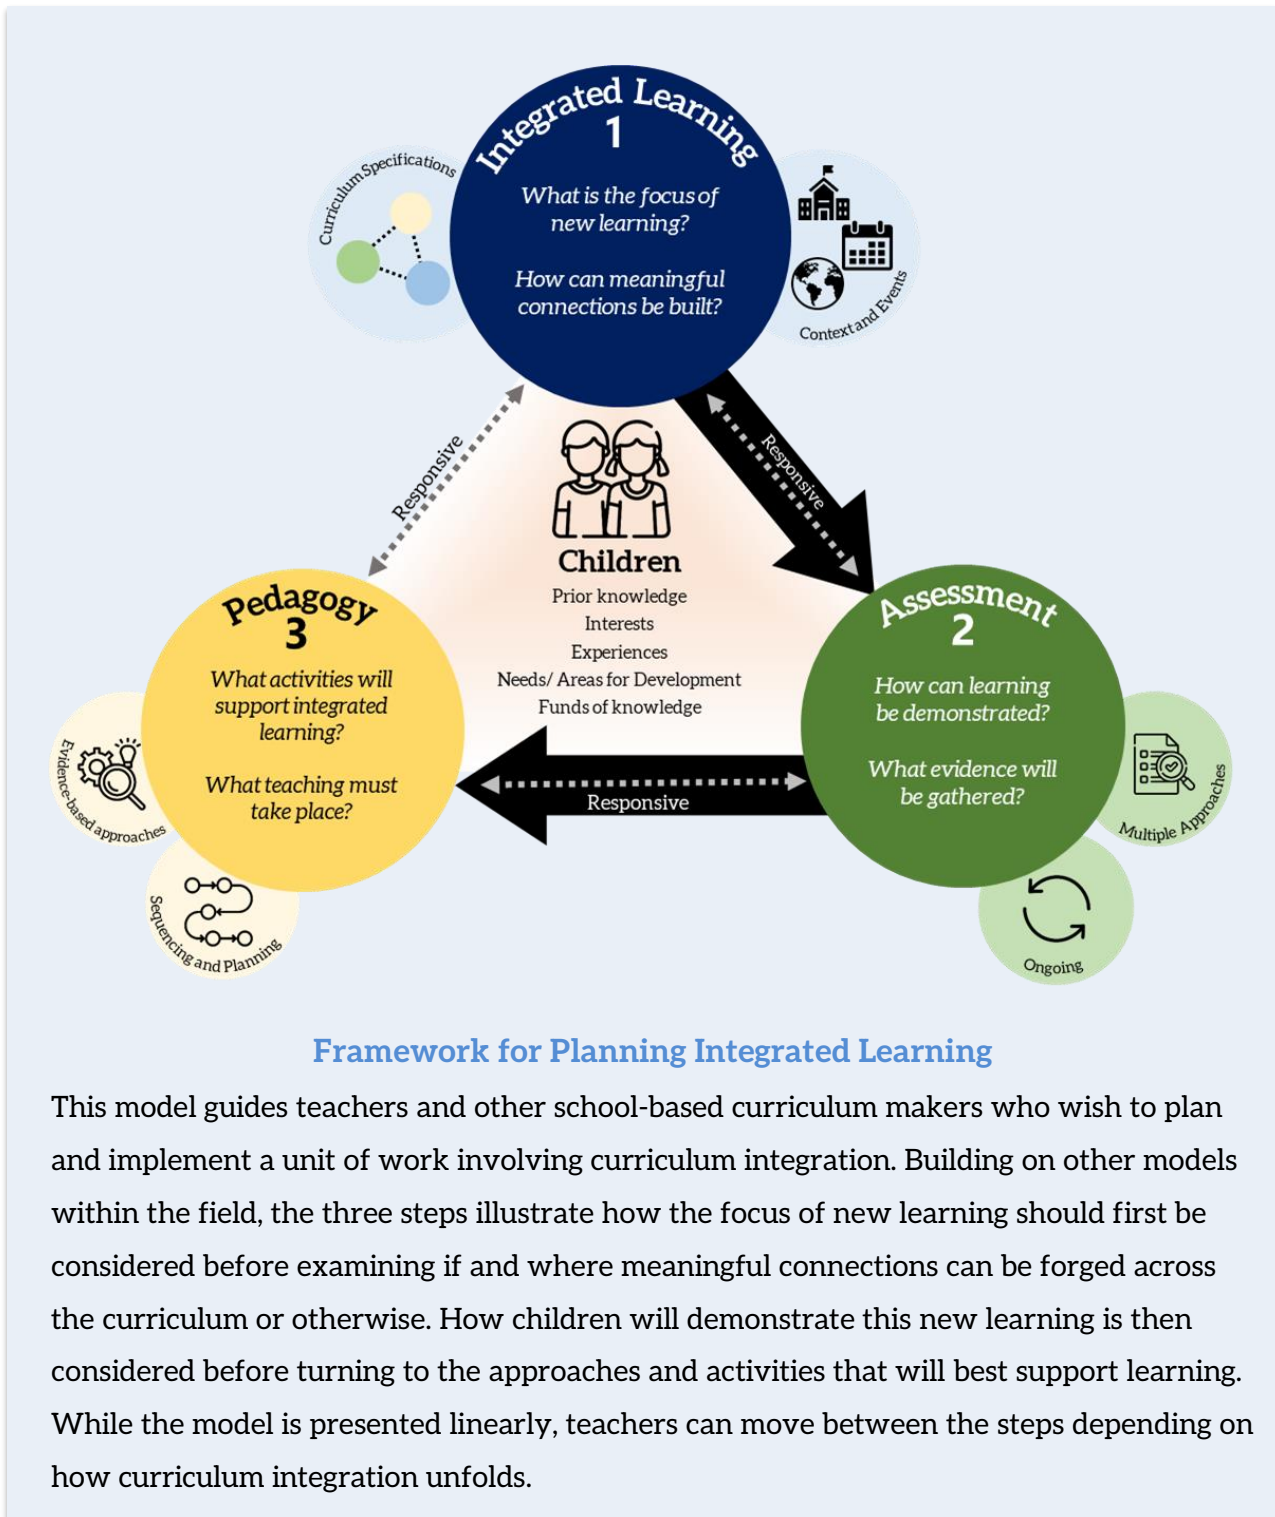 Integrated Learning
1
What is the focus of
new learning?
How can meaningful
connections be built?
Curriculum Specifications
Context and Events
Responsive
Responsive
Children
Prior knowledge
Interests
Experiences
Needs/ Areas for Development
Funds of knowledge
Pedagogy
3
What activities will
support integrated
learning?
What teaching must
take place?
Evidence-based approaches
Sequencing and Planning
Responsive
Assessment
2
How can learning
be demonstrated?
What evidence will
be gathered?
Multiple Approaches
Ongoing
Framework for Planning Integrated Learning
This model guides teachers and other school-based curriculum makers who wish to plan
and implement a unit of work involving curriculum integration. Building on other models
within the field, the three steps illustrate how the focus of new learning should first be
considered before examining if and where meaningful connections can be forged across
the curriculum or otherwise. How children will demonstrate this new learning is then
considered before turning to the approaches and activities that will best support learning.
While the model is presented linearly, teachers can move between the steps depending on
how curriculum integration unfolds.